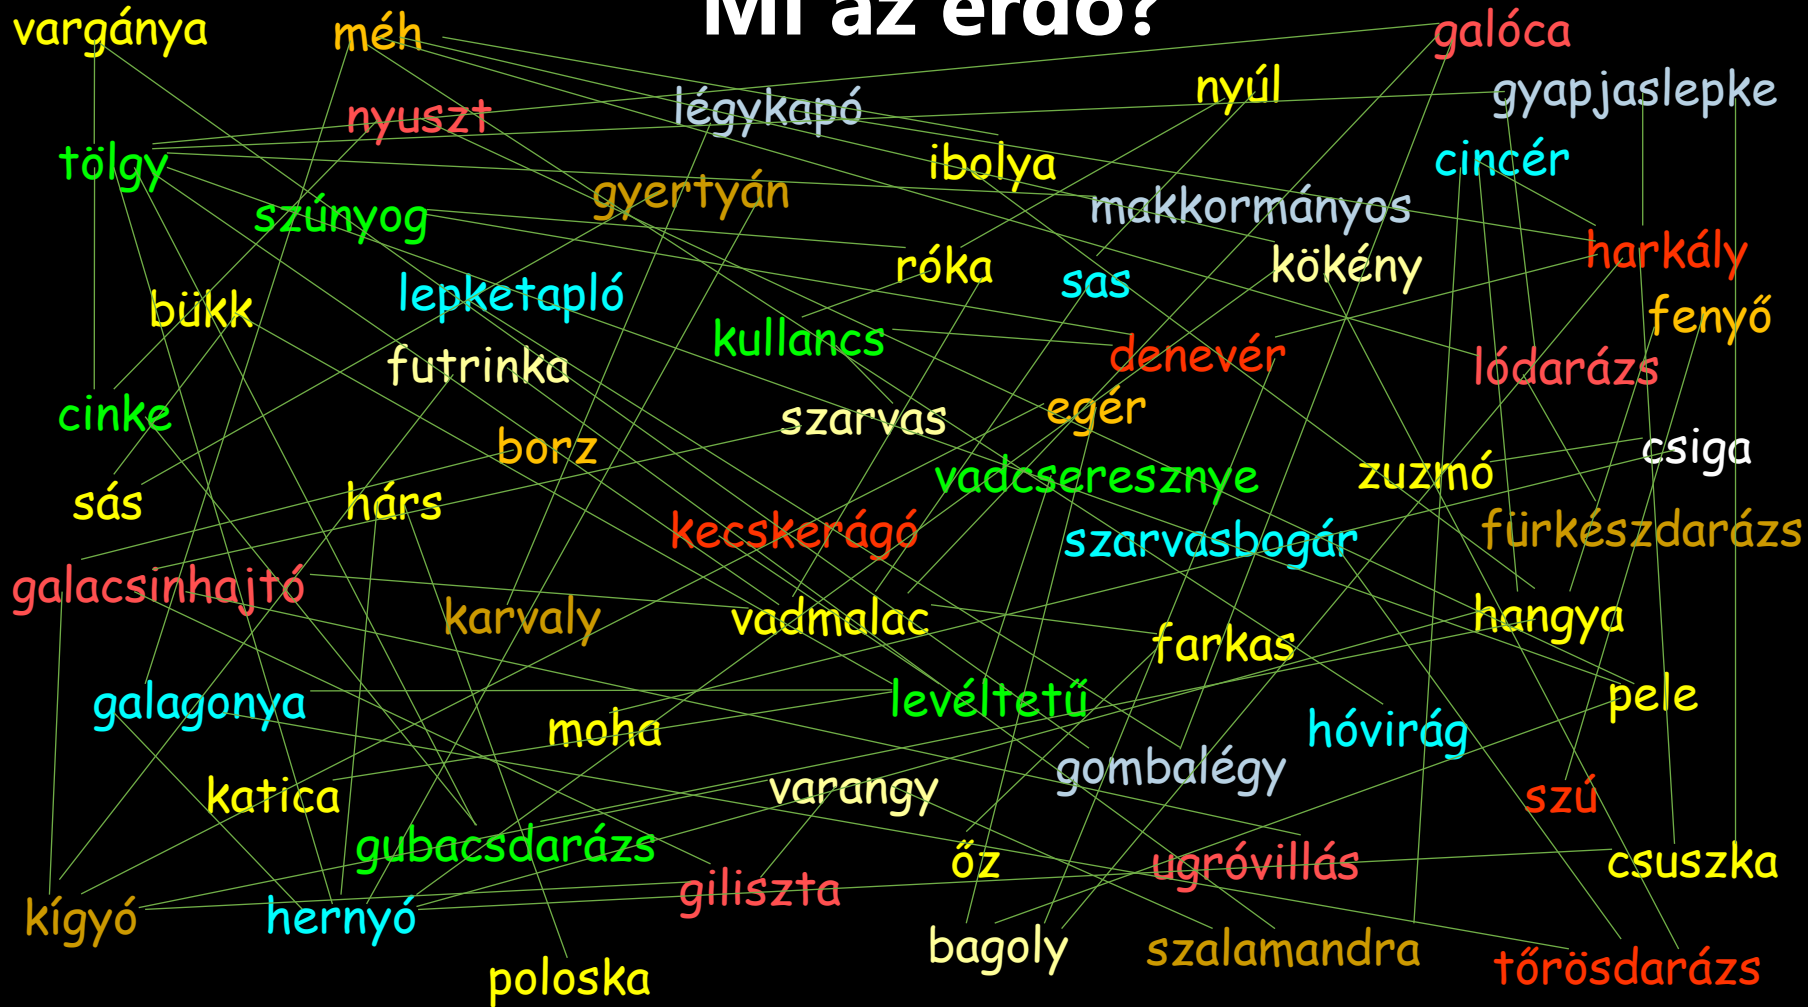 Mi az erdő?
vargánya
méh
galóca
nyúl
gyapjaslepke
légykapó
nyuszt
tölgy
ibolya
cincér
gyertyán
szúnyog
makkormányos
harkály
róka
kökény
sas
bükk
lepketapló
fenyő
kullancs
denevér
futrinka
lódarázs
cinke
szarvas
egér
borz
csiga
vadcseresznye
zuzmó
sás
hárs
kecskerágó
szarvasbogár
fürkészdarázs
galacsinhajtó
karvaly
vadmalac
hangya
farkas
galagonya
levéltetű
pele
moha
hóvirág
gombalégy
katica
varangy
szú
gubacsdarázs
őz
ugróvillás
csuszka
giliszta
kígyó
hernyó
bagoly
szalamandra
tőrösdarázs
poloska